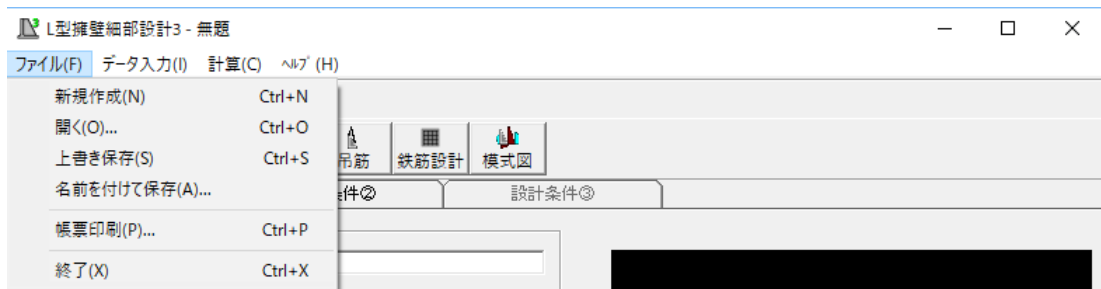 L型擁壁細部設計3 - 無題
ファイル(F) データ入力(I) 計算(C) ﾍﾙﾌﾟ(H)
新規作成(N) Ctrl+N
開く(O)... Ctrl+O
上書き保存(S) Ctrl+S
名前を付けて保存(A)...
帳票印刷(P)... Ctrl+P
終了(X) Ctrl+X
吊筋 鉄筋設計 模式図
件② 設計条件③